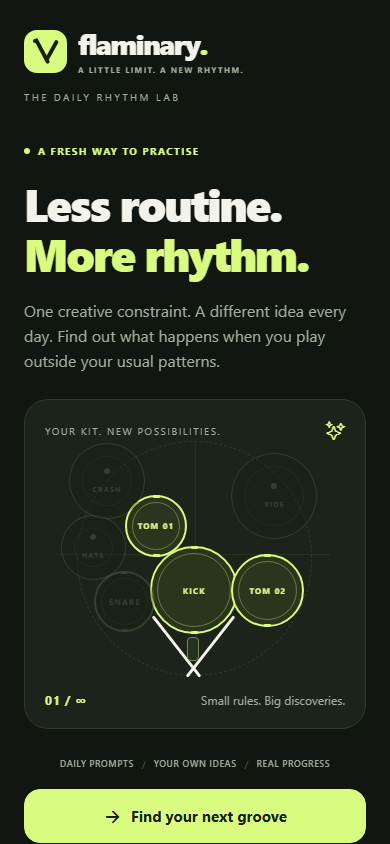 flaminary.
A LITTLE LIMIT. A NEW RHYTHM.
THE DAILY RHYTHM LAB
A FRESH WAY TO PRACTISE
Less routine.
More rhythm.
One creative constraint. A different idea every
day. Find out what happens when you play
outside your usual patterns.
YOUR KIT. NEW POSSIBILITIES.
CRASH
RIDE
TOM 01
HATS
KICK
TOM 02
SNARE
01 / ∞
Small rules. Big discoveries.
DAILY PROMPTS / YOUR OWN IDEAS / REAL PROGRESS
→ Find your next groove